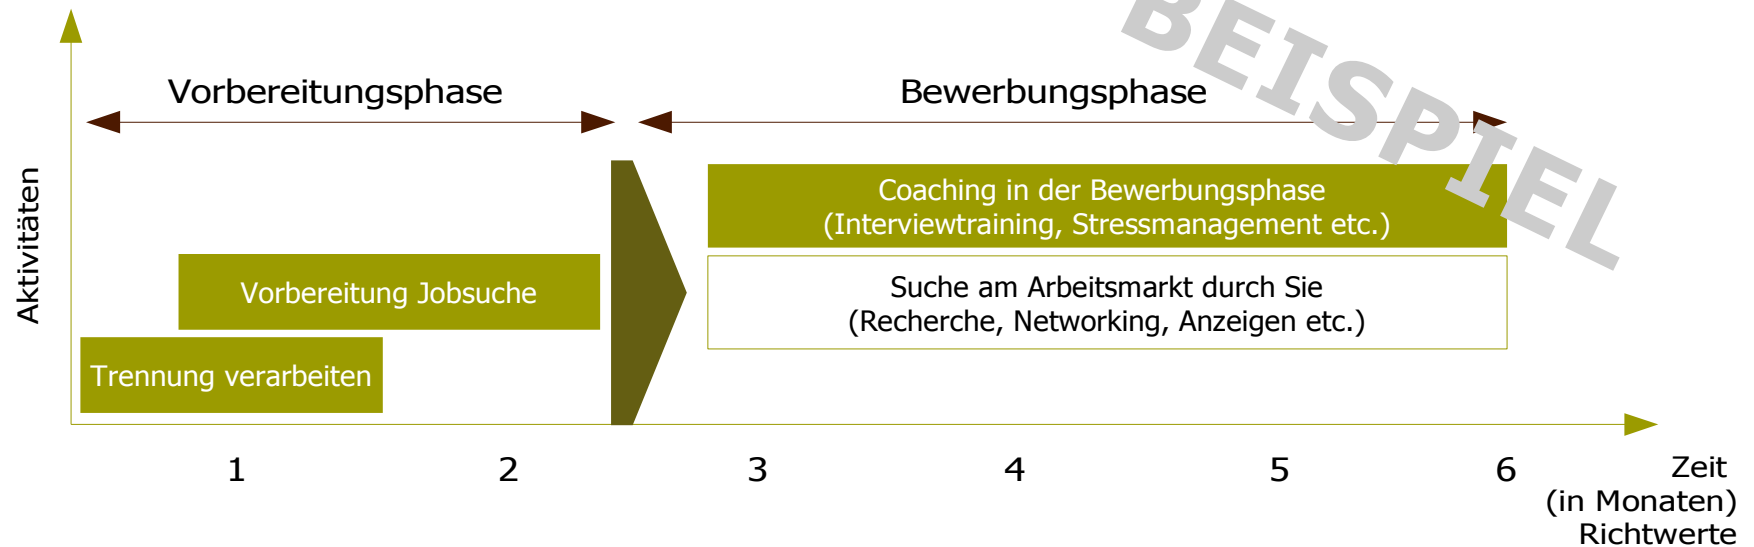 BEISPIEL
Vorbereitungsphase
Bewerbungsphase
Aktivitäten
Coaching in der Bewerbungsphase
(Interviewtraining, Stressmanagement etc.)
Vorbereitung Jobsuche
Suche am Arbeitsmarkt durch Sie
(Recherche, Networking, Anzeigen etc.)
Trennung verarbeiten
1 2 3 4 5 6 Zeit
(in Monaten)
Richtwerte